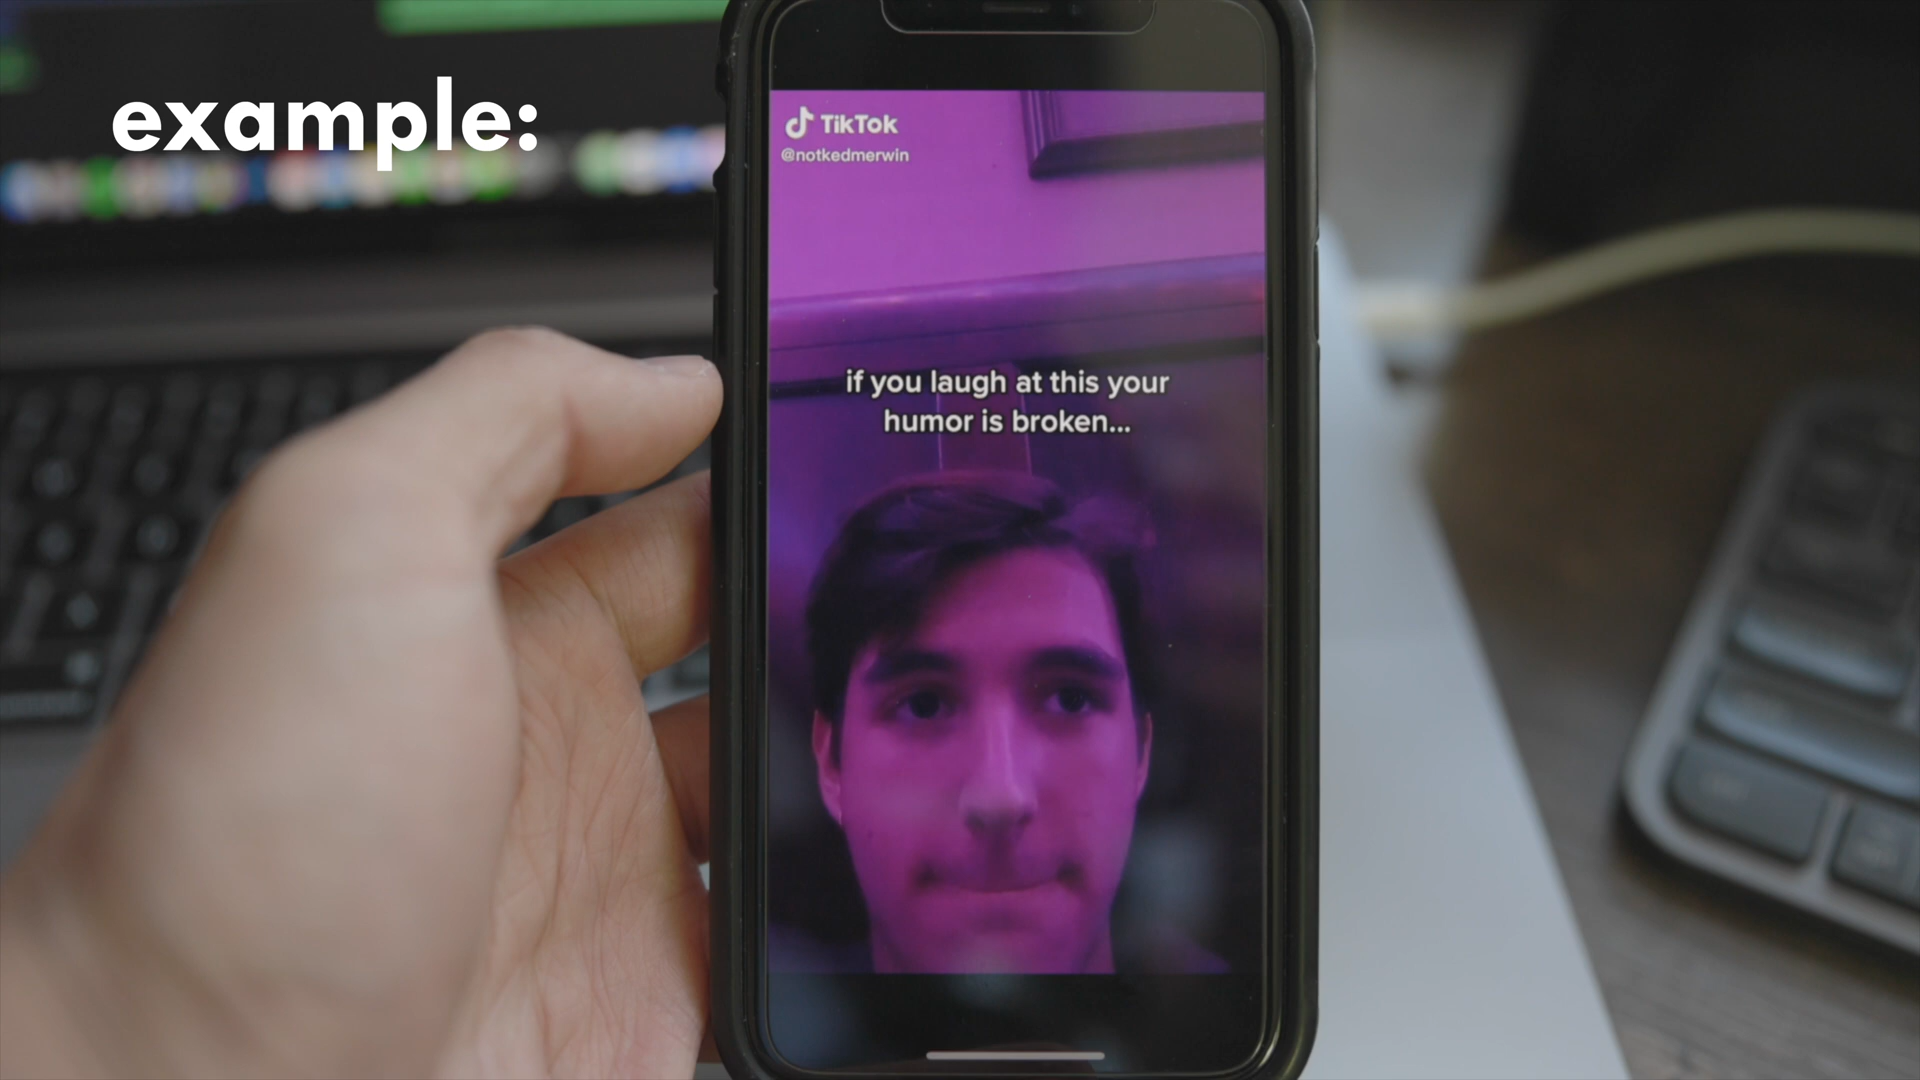 example:
TikTok
@notkedmerwin
if you laugh at this your
humor is broken...